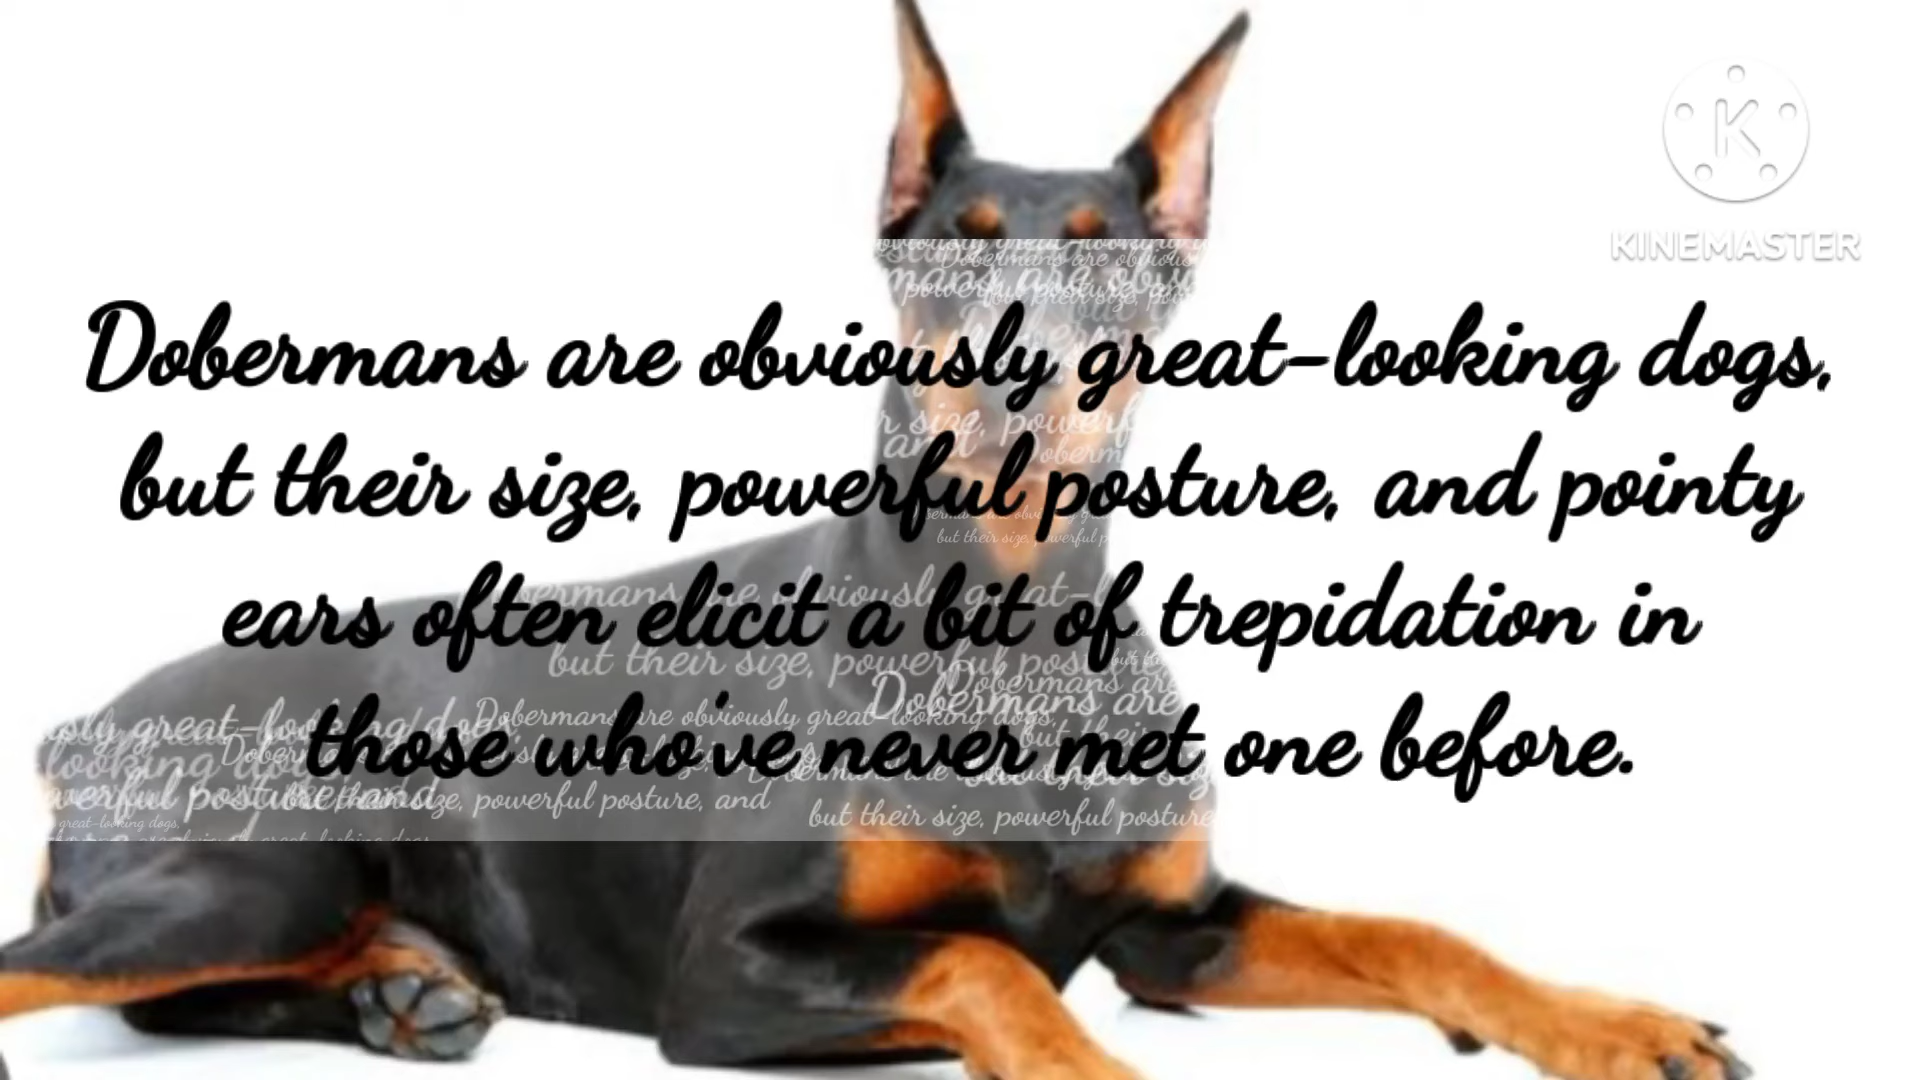 KINEMASTER
Dobermans are obviously great-looking dogs,
but their size, powerful posture, and pointy
ears often elicit a bit of trepidation in
those who've never met one before.